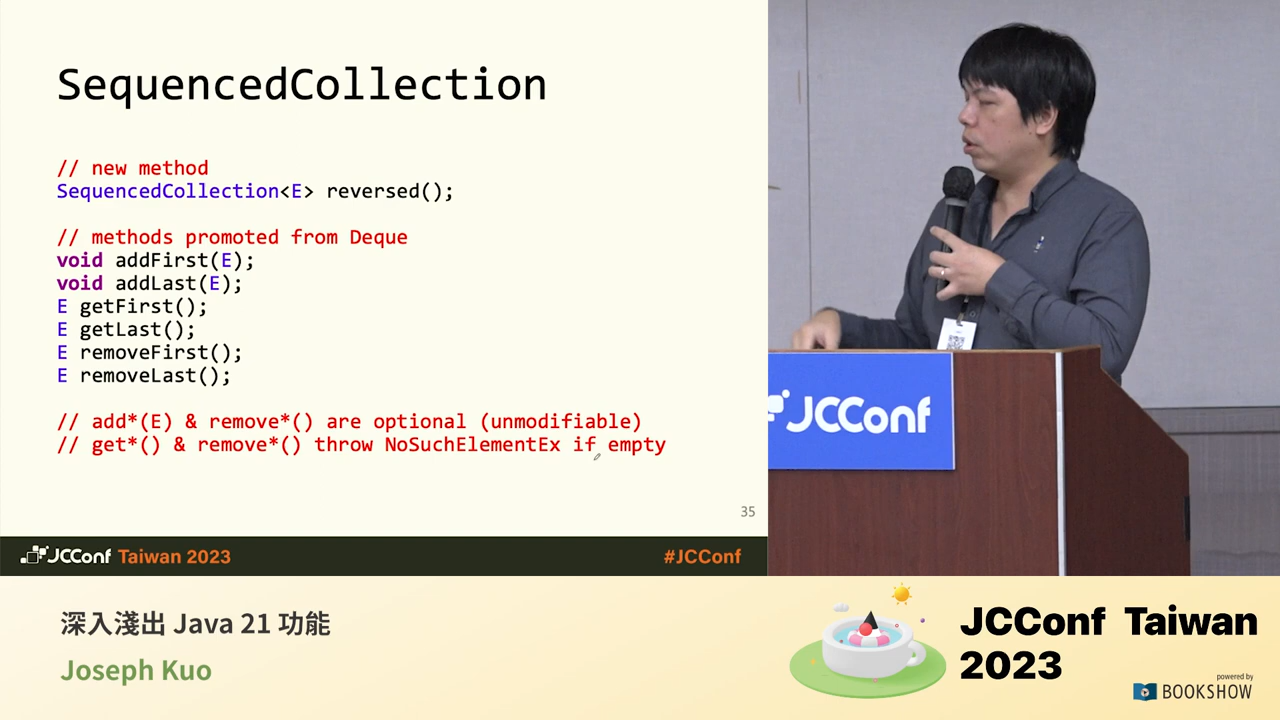 SequencedCollection
// new method
SequencedCollection<E> reversed();
// methods promoted from Deque
void addFirst(E);
void addLast(E);
E getFirst();
E getLast();
E removeFirst();
E removeLast();
// add*(E) & remove*() are optional (unmodifiable)
// get*() & remove*() throw NoSuchElementEx if empty
35
JCConf Taiwan 2023
#JCConf
JCConf
深入淺出 Java 21 功能
Joseph Kuo
JCConf Taiwan
2023
powered by
BOOKSHOW